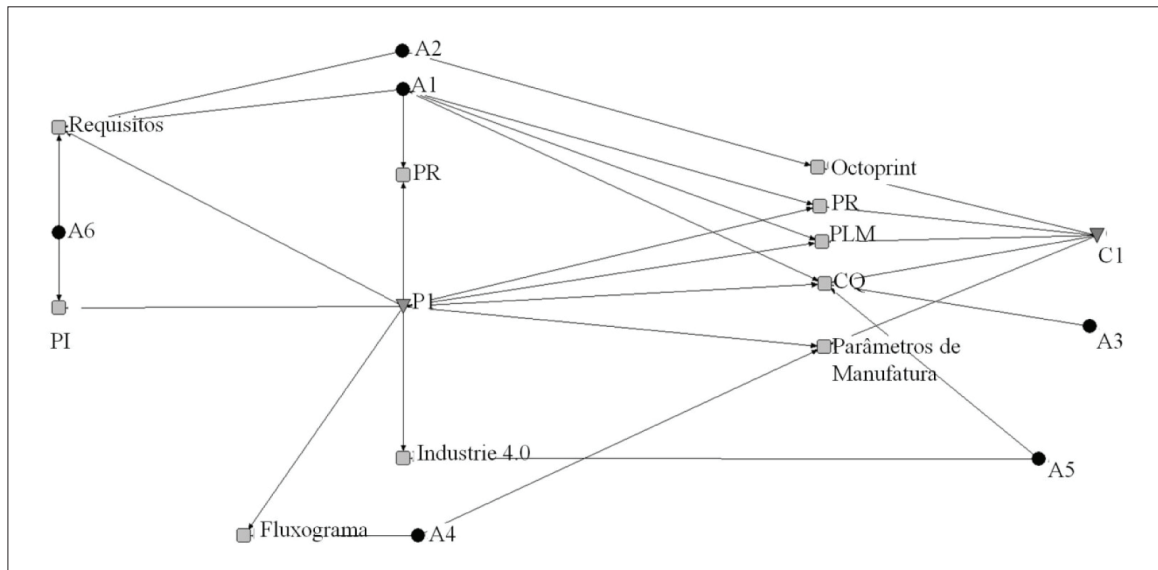 A2
A1
Requisitos
PR
Octoprint
PR
A6
PLM
C1
CQ
P1
PI
A3
Parâmetros de
Manufatura
Industrie 4.0
A5
Fluxograma
A4